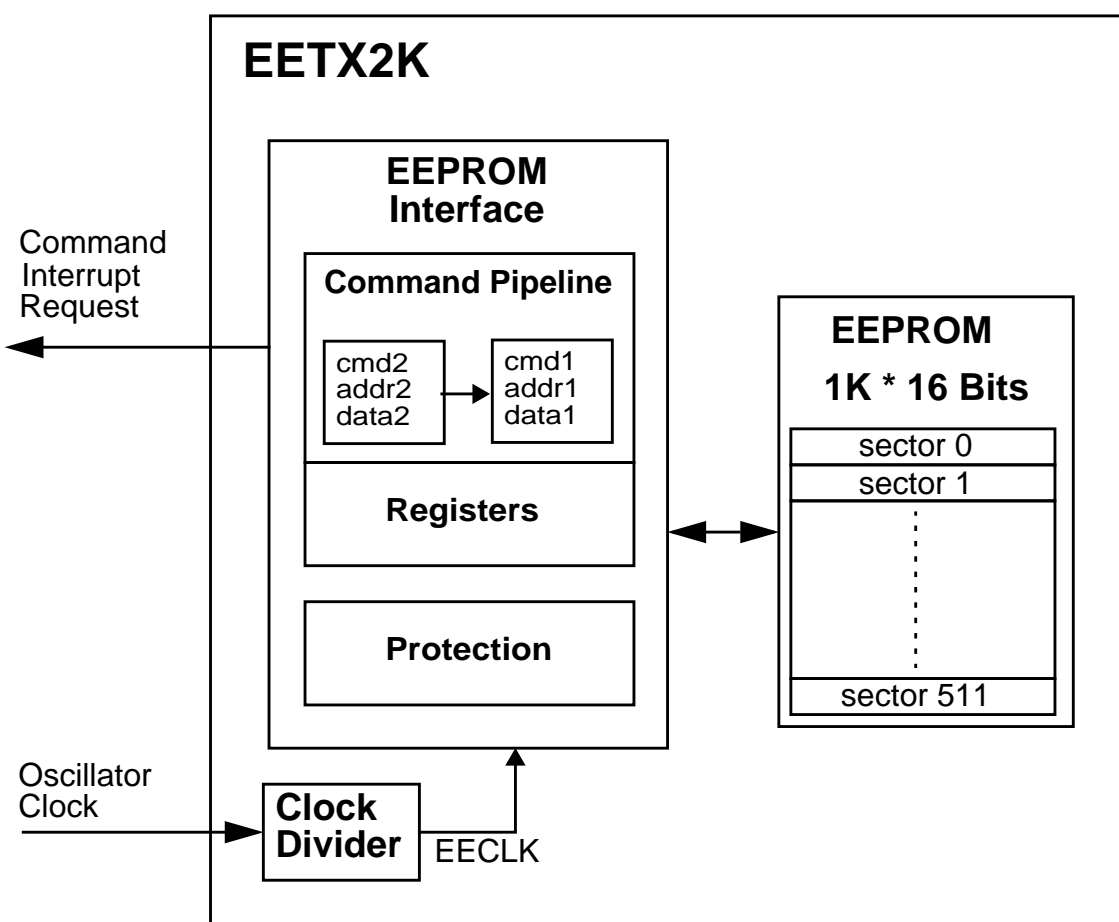 EETX2K
EEPROM
Interface
Command
Interrupt
Request
Command Pipeline
cmd2
addr2
data2
cmd1
addr1
data1
Registers
Protection
EEPROM
1K * 16 Bits
sector 0
sector 1
sector 511
Oscillator
Clock
Clock
Divider
EECLK